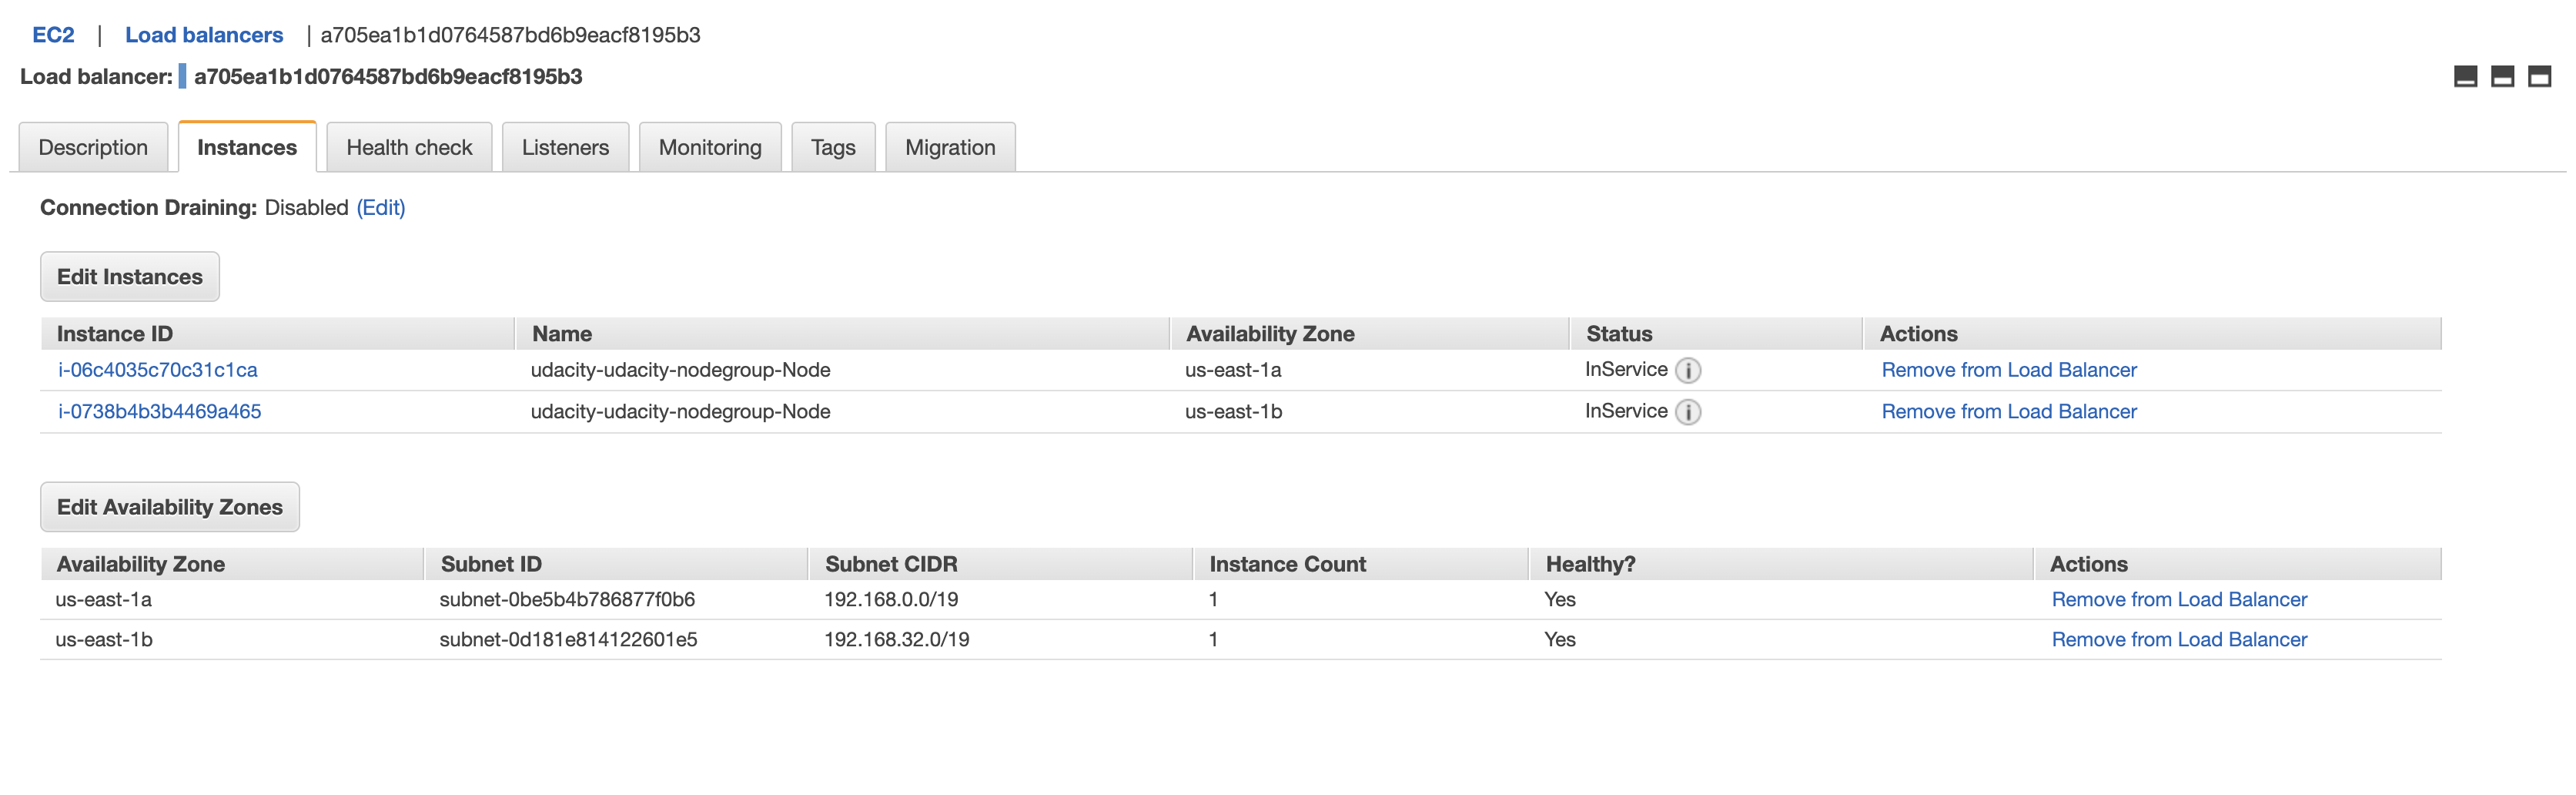 EC2 | Load balancers | a705ea1b1d0764587bd6b9eacf8195b3
Load balancer: a705ea1b1d0764587bd6b9eacf8195b3
Description Instances Health check Listeners Monitoring Tags Migration
Connection Draining: Disabled (Edit)
Edit Instances
Instance ID Name Availability Zone Status Actions
i-06c4035c70c31c1ca udacity-udacity-nodegroup-Node us-east-1a InService i Remove from Load Balancer
i-0738b4b3b4469a465 udacity-udacity-nodegroup-Node us-east-1b InService i Remove from Load Balancer
Edit Availability Zones
Availability Zone Subnet ID Subnet CIDR Instance Count Healthy? Actions
us-east-1a subnet-0be5b4b786877f0b6 192.168.0.0/19 1 Yes Remove from Load Balancer
us-east-1b subnet-0d181e814122601e5 192.168.32.0/19 1 Yes Remove from Load Balancer